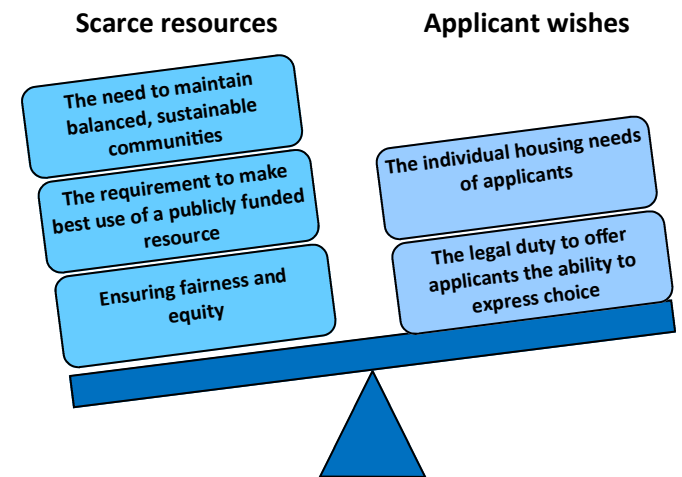 Scarce resources
Applicant wishes
The need to maintain
balanced, sustainable
communities
The requirement to make
best use of a publicly funded
resource
Ensuring fairness and
equity
The individual housing needs
of applicants
The legal duty to offer
applicants the ability to
express choice